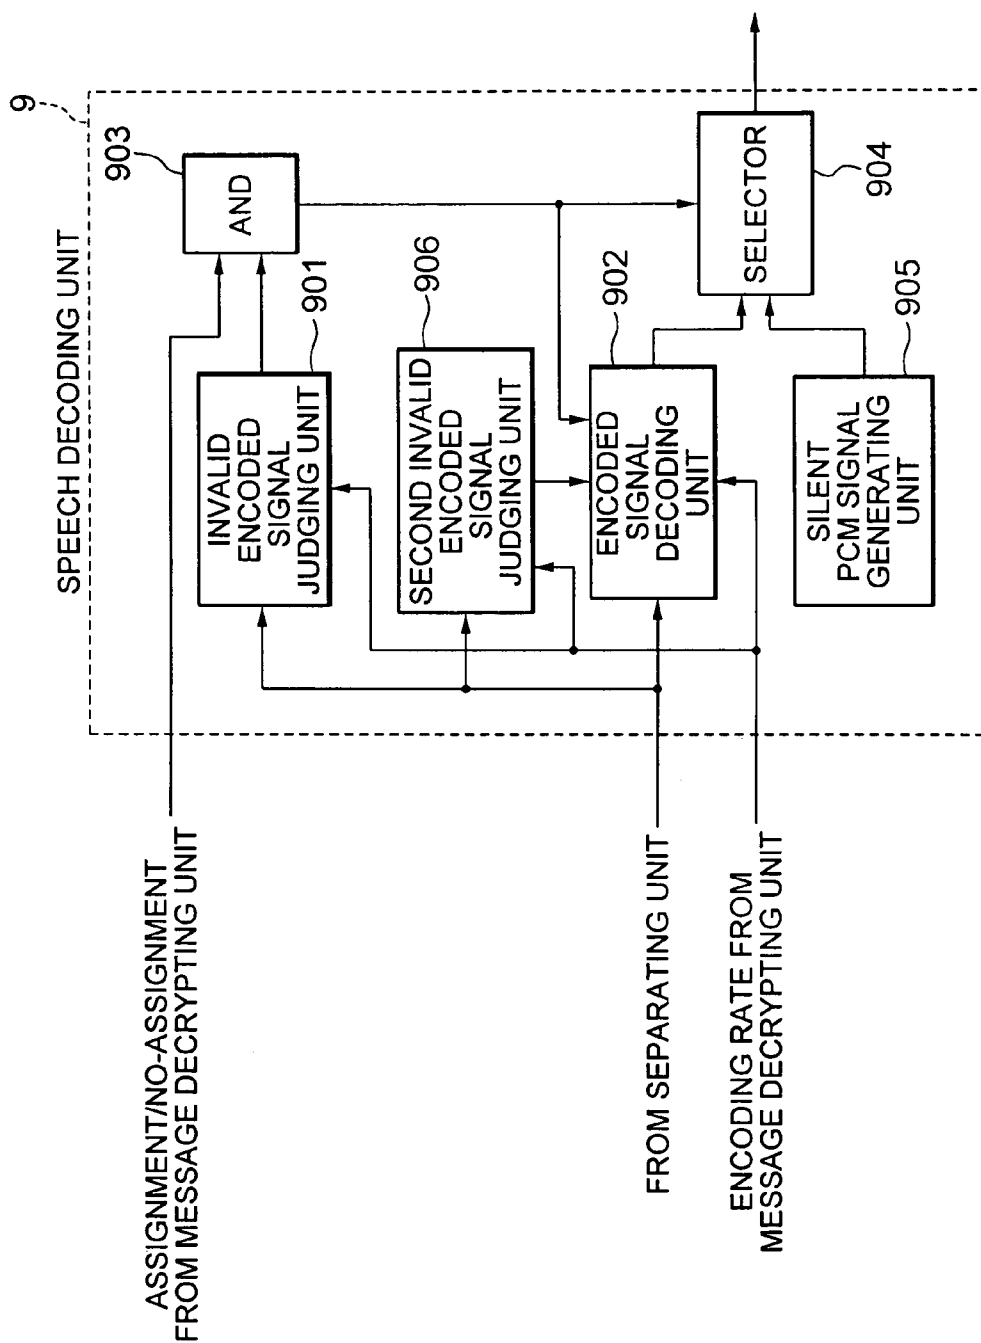 SPEECH DECODING UNIT
9
ASSIGNMENT/NO-ASSIGNMENT
FROM MESSAGE DECRYPTING UNIT
903
AND
INVALID
ENCODED
SIGNAL
JUDGING UNIT
901
SECOND INVALID
ENCODED
SIGNAL
JUDGING UNIT
906
FROM SEPARATING UNIT
ENCODED
SIGNAL
DECODING
UNIT
902
ENCODING RATE FROM
MESSAGE DECRYPTING UNIT
SELECTOR
904
SILENT
PCM SIGNAL
GENERATING
UNIT
905